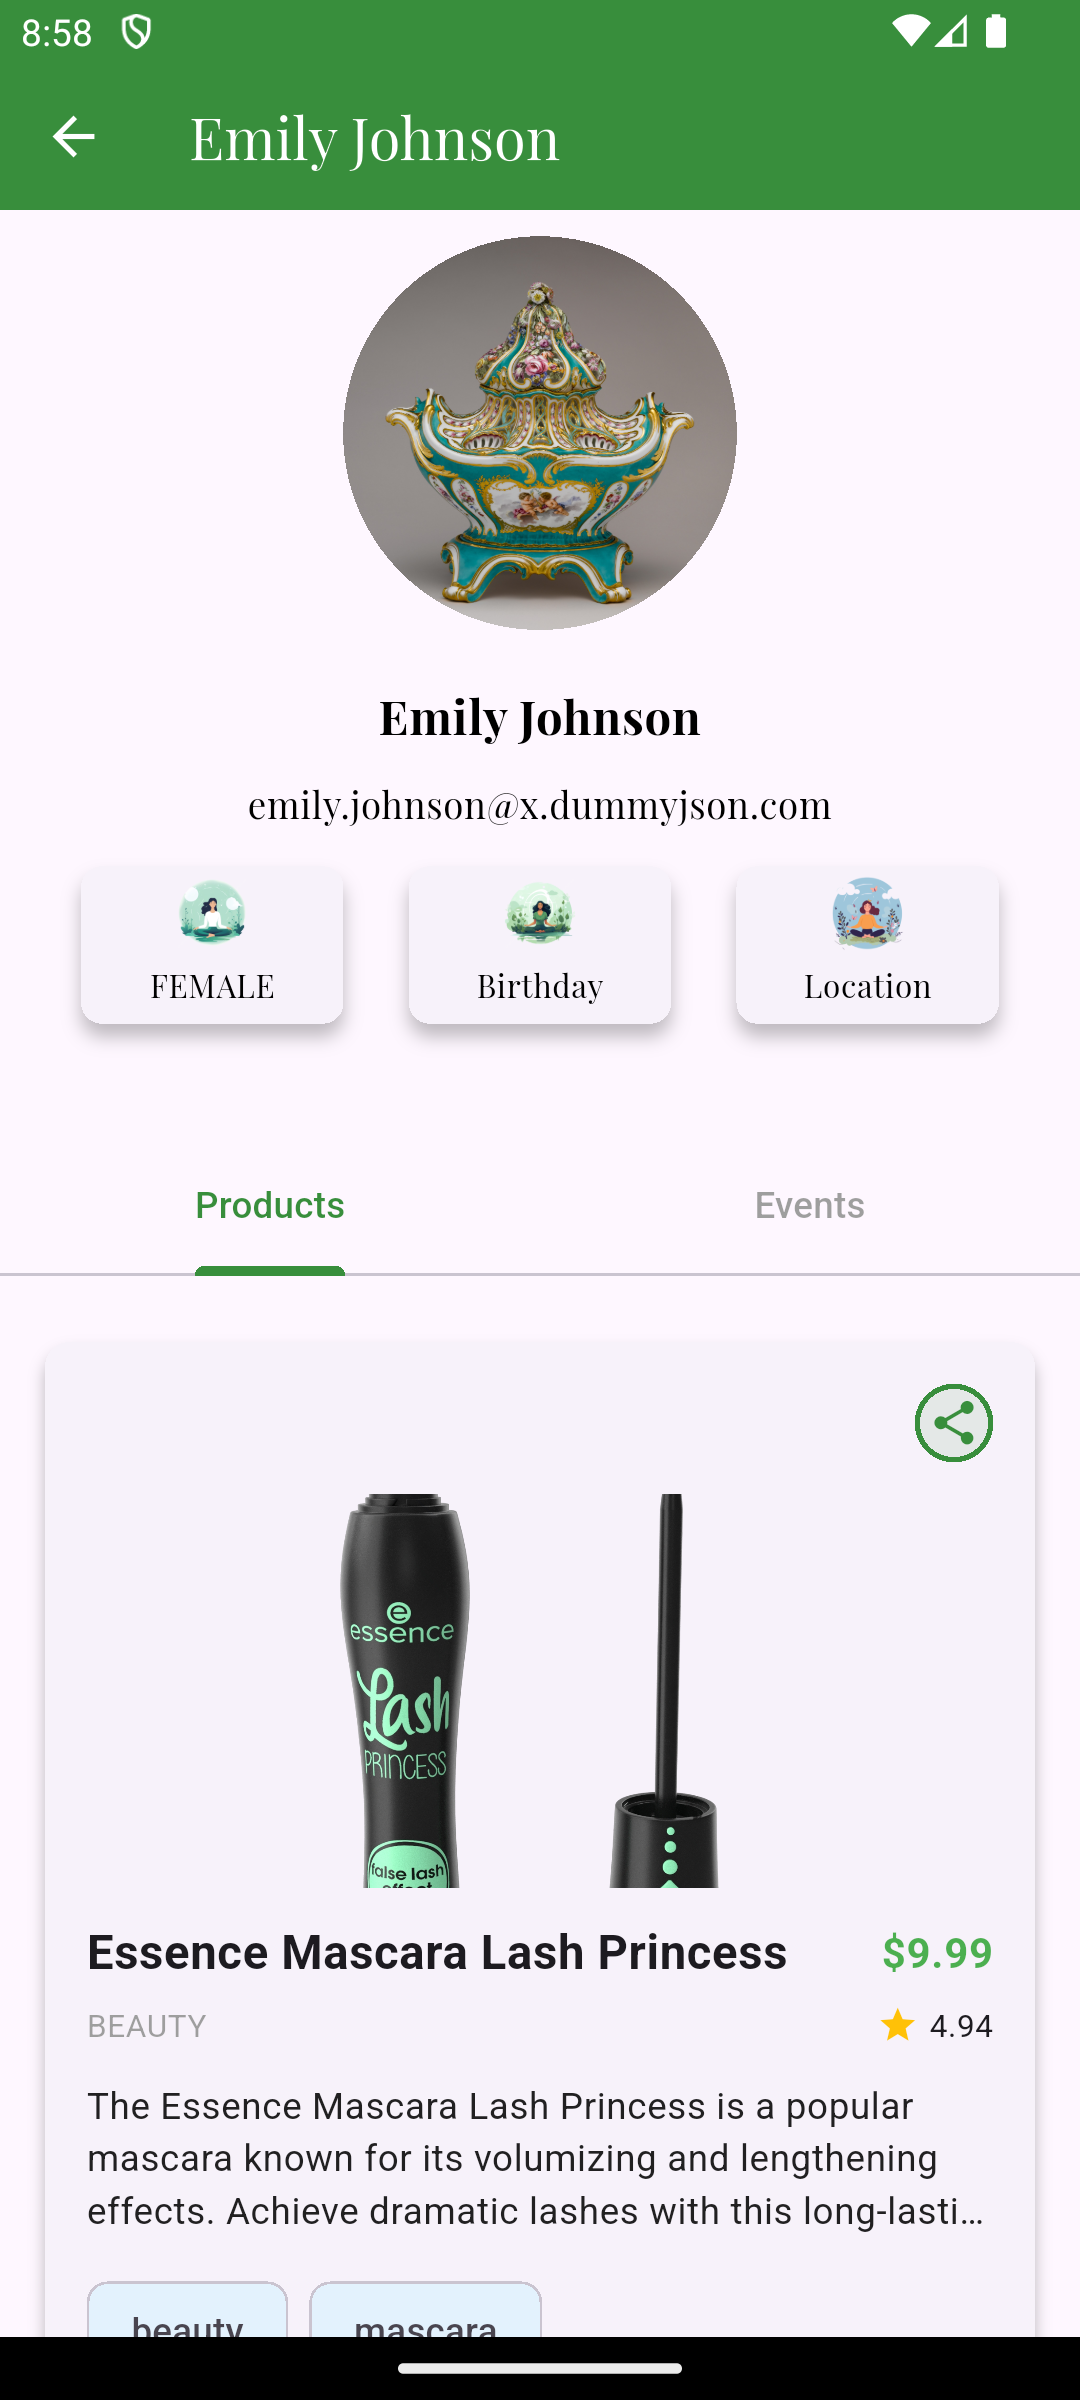 8:58
Emily Johnson
Emily Johnson
emily.johnson@x.dummyjson.com
FEMALE
Birthday
Location
Products
Events
essence
Lash
PRINCESS
false lash
effect
Essence Mascara Lash Princess
$9.99
BEAUTY
4.94
The Essence Mascara Lash Princess is a popular
mascara known for its volumizing and lengthening
effects. Achieve dramatic lashes with this long-lasti…
beauty
mascara